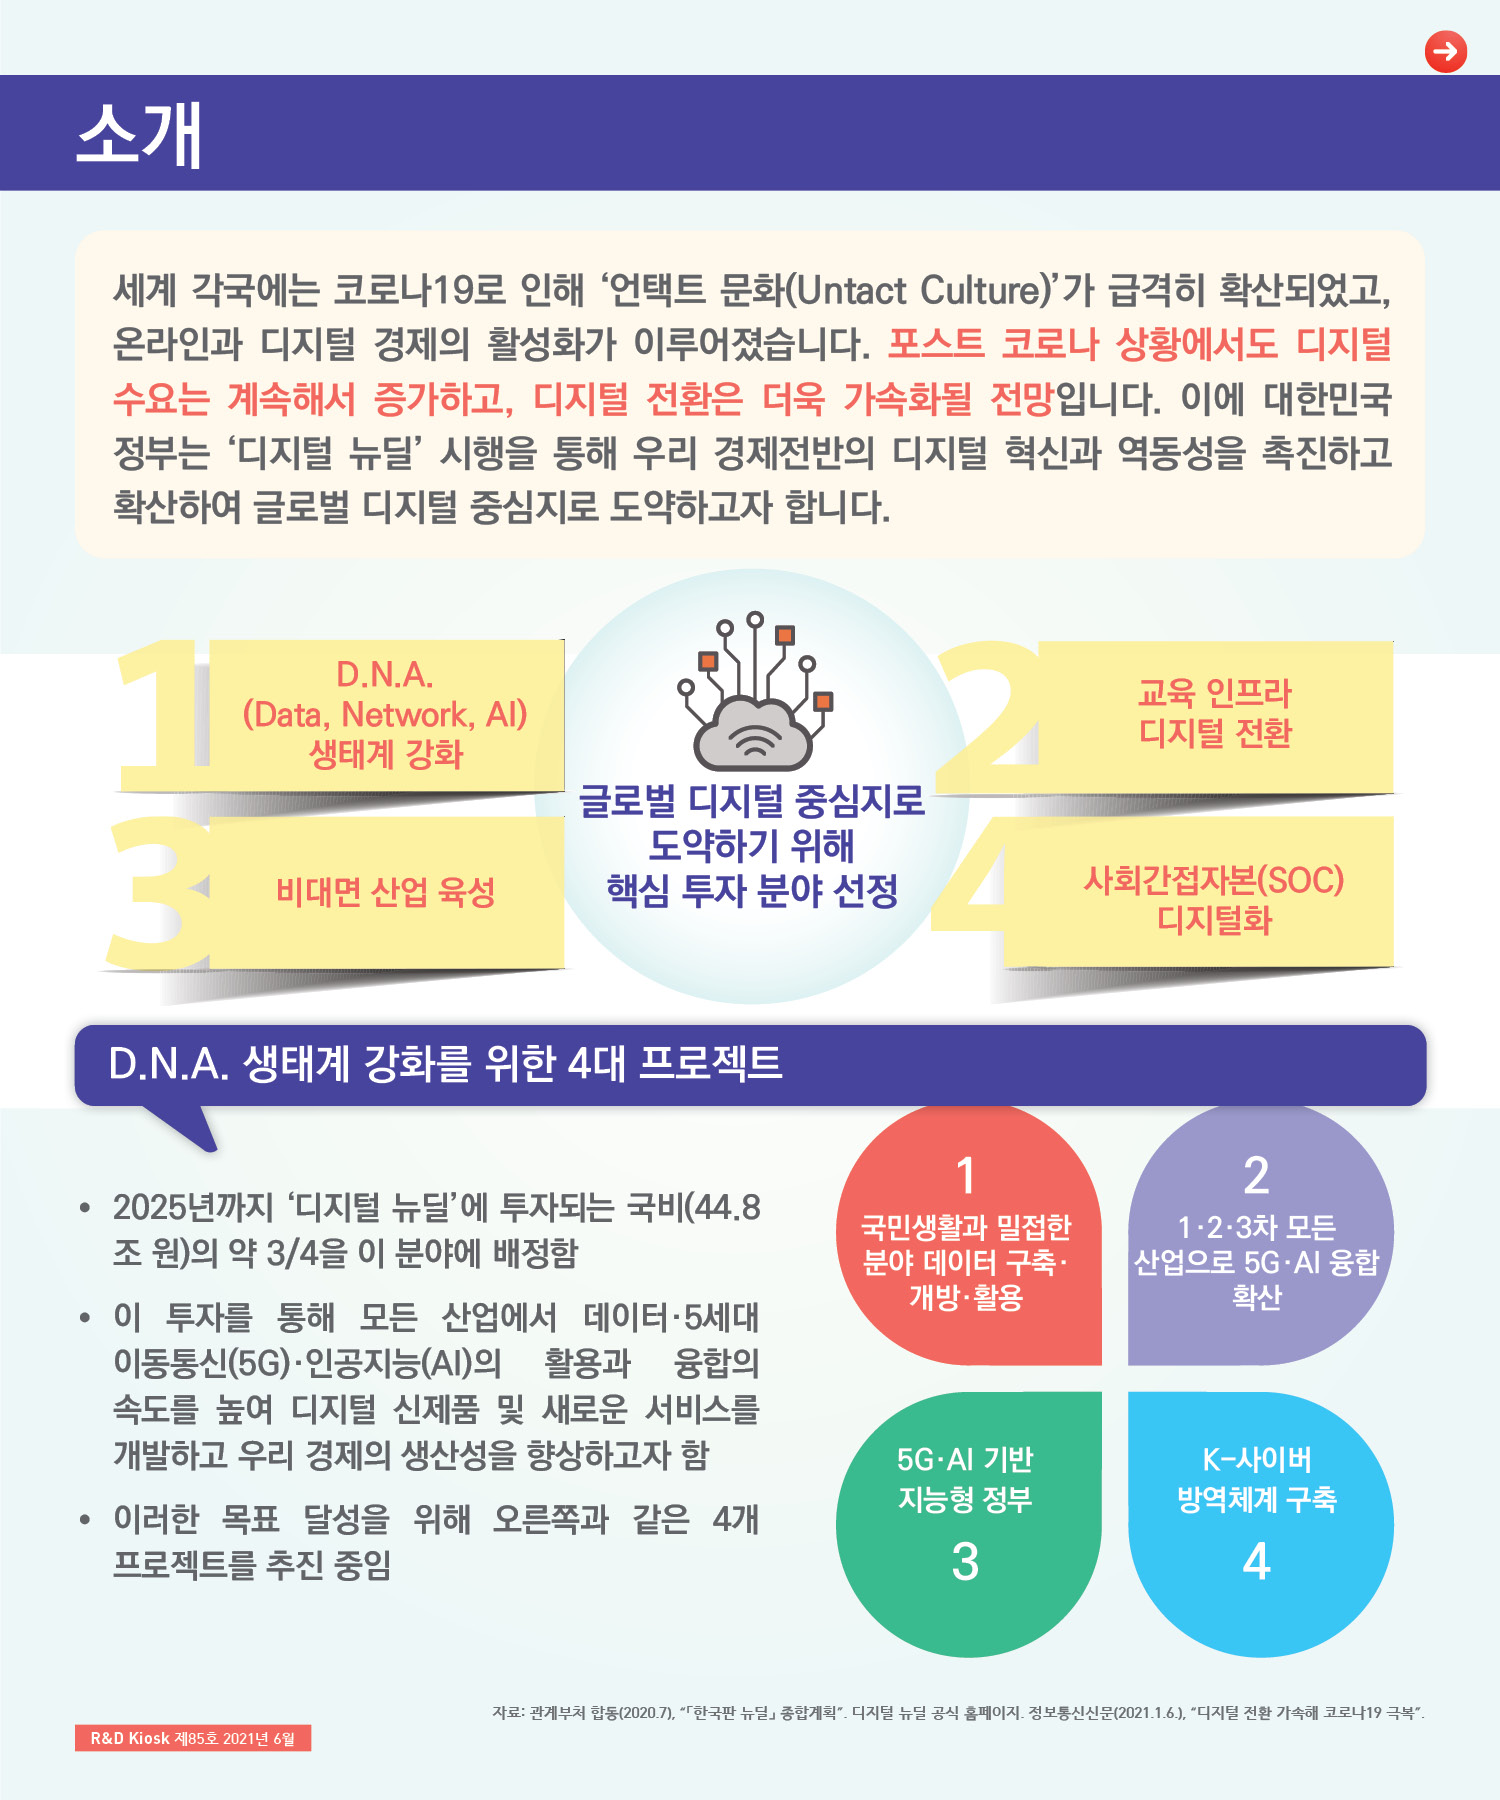 소개
세계 각국에는 코로나19로 인해 ‘언택트 문화(Untact Culture)’가 급격히 확산되었고,
온라인과 디지털 경제의 활성화가 이루어졌습니다. 포스트 코로나 상황에서도 디지털
수요는 계속해서 증가하고, 디지털 전환은 더욱 가속화될 전망입니다. 이에 대한민국
정부는 ‘디지털 뉴딜’ 시행을 통해 우리 경제전반의 디지털 혁신과 역동성을 촉진하고
확산하여 글로벌 디지털 중심지로 도약하고자 합니다.
1
D.N.A.
(Data, Network, AI)
생태계 강화
2
교육 인프라
디지털 전환
글로벌 디지털 중심지로
도약하기 위해
핵심 투자 분야 선정
3
비대면 산업 육성
4
사회간접자본(SOC)
디지털화
D.N.A. 생태계 강화를 위한 4대 프로젝트
• 2025년까지 ‘디지털 뉴딜’에 투자되는 국비(44.8
조 원)의 약 3/4을 이 분야에 배정함
• 이 투자를 통해 모든 산업에서 데이터·5세대
이동통신(5G)·인공지능(AI)의 활용과 융합의
속도를 높여 디지털 신제품 및 새로운 서비스를
개발하고 우리 경제의 생산성을 향상하고자 함
• 이러한 목표 달성을 위해 오른쪽과 같은 4개
프로젝트를 추진 중임
1
국민생활과 밀접한
분야 데이터 구축·
개방·활용
2
1·2·3차 모든
산업으로 5G·AI 융합
확산
5G·AI 기반
지능형 정부
3
K-사이버
방역체계 구축
4
자료: 관계부처 합동(2020.7), “「한국판 뉴딜」 종합계획”. 디지털 뉴딜 공식 홈페이지. 정보통신신문(2021.1.6.), “디지털 전환 가속해 코로나19 극복”.
R&D Kiosk 제85호 2021년 6월